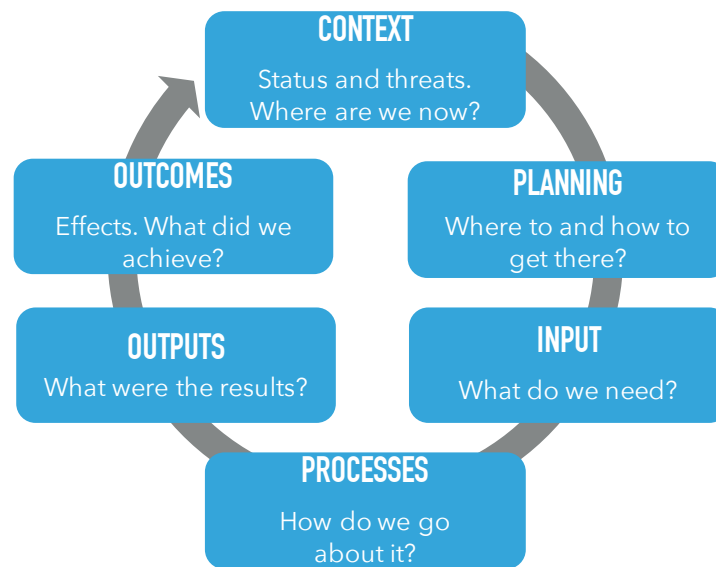 CONTEXT
Status and threats.
Where are we now?
PLANNING
Where to and how to
get there?
INPUT
What do we need?
PROCESSES
How do we go
about it?
OUTPUTS
What were the results?
OUTCOMES
Effects. What did we
achieve?